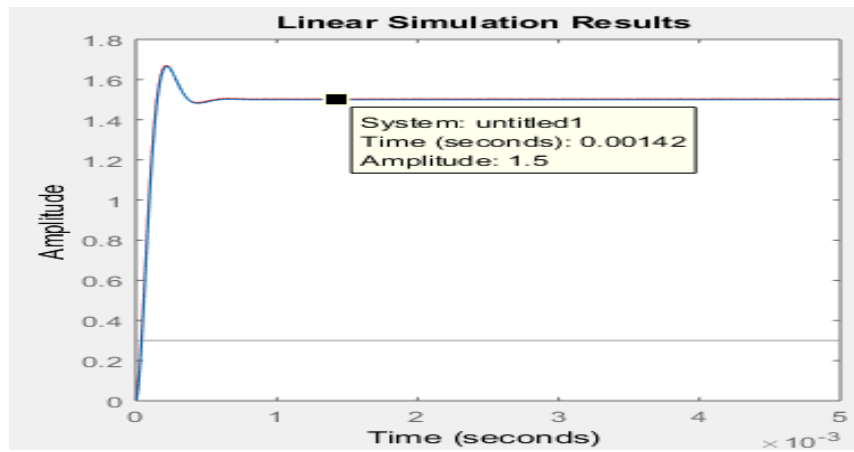 Linear Simulation Results
1.8
1.6
1.4
1.2
1
0.8
0.6
0.4
0.2
0
Amplitude
System: untitled1
Time (seconds): 0.00142
Amplitude: 1.5
0 1 2 3 4 5
Time (seconds)
× 10⁻³